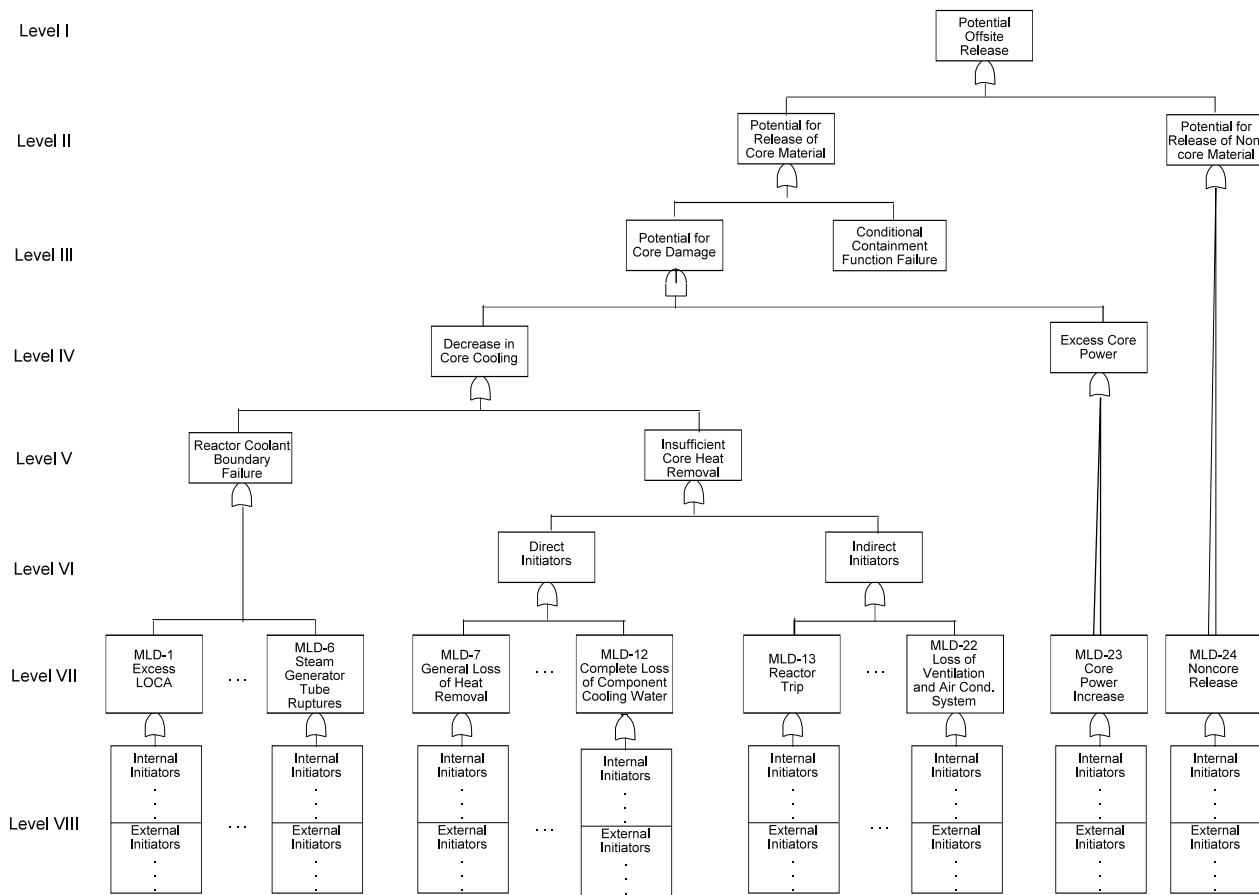 Level I
Potential
Offsite
Release
Level II
Potential for
Release of
Core Material
Potential for
Release of Non-
core Material
Level III
Potential for
Core Damage
Conditional
Containment
Function Failure
Level IV
Decrease in
Core Cooling
Excess Core
Power
Level V
Reactor Coolant
Boundary
Failure
Insufficient
Core Heat
Removal
Level VI
Direct
Initiators
Indirect
Initiators
Level VII
MLD-1
Excess
LOCA
...
MLD-6
Steam
Generator
Tube
Ruptures
MLD-7
General Loss
of Heat
Removal
...
MLD-12
Complete Loss
of Component
Cooling Water
MLD-13
Reactor
Trip
...
MLD-22
Loss of
Ventilation
and Air Cond.
System
MLD-23
Core
Power
Increase
MLD-24
Noncore
Release
Level VIII
Internal
Initiators
External
Initiators
...
Internal
Initiators
External
Initiators
Internal
Initiators
External
Initiators
...
Internal
Initiators
External
Initiators
Internal
Initiators
External
Initiators
...
Internal
Initiators
External
Initiators
Internal
Initiators
External
Initiators
Internal
Initiators
External
Initiators